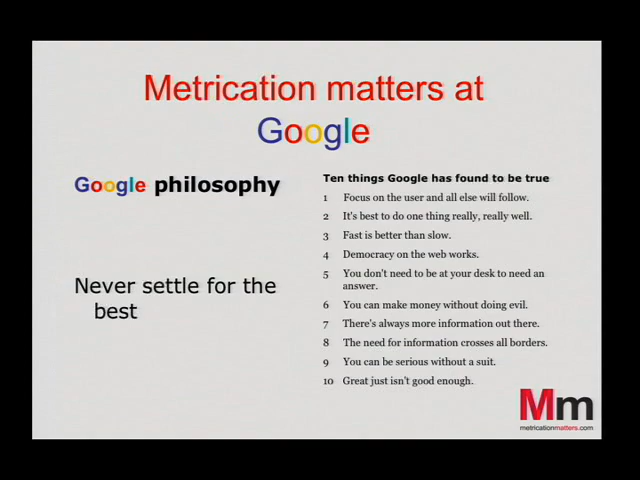 Metrication matters at
Google
Google philosophy
Never settle for the
best
Ten things Google has found to be true
1 Focus on the user and all else will follow.
2 It's best to do one thing really, really well.
3 Fast is better than slow.
4 Democracy on the web works.
5 You don't need to be at your desk to need an
answer.
6 You can make money without doing evil.
7 There's always more information out there.
8 The need for information crosses all borders.
9 You can be serious without a suit.
10 Great just isn't good enough.
Mm
metricationmatters.com